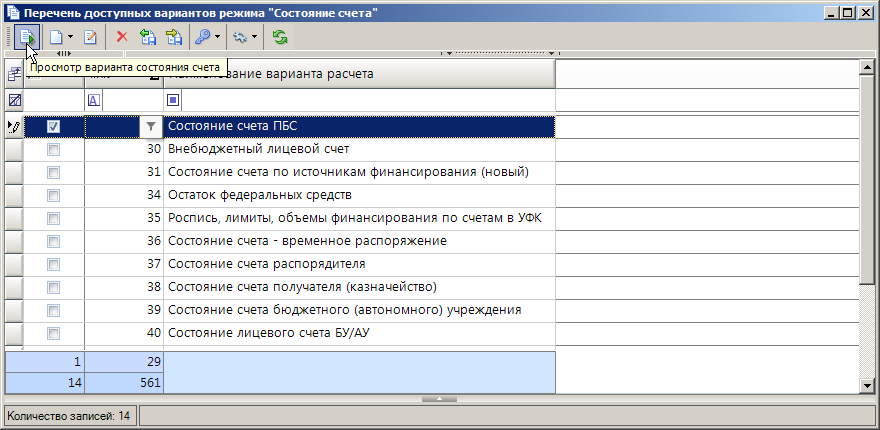 Перечень доступных вариантов режима "Состояние счета"
Просмотр варианта состояния счета
Наименование варианта расчета
A
Состояние счета ПБС
30 Внебюджетный лицевой счет
31 Состояние счета по источникам финансирования (новый)
34 Остаток федеральных средств
35 Роспись, лимиты, объемы финансирования по счетам в УФК
36 Состояние счета - временное распоряжение
37 Состояние счета распорядителя
38 Состояние счета получателя (казначейство)
39 Состояние счета бюджетного (автономного) учреждения
40 Состояние лицевого счета БУ/АУ
1 29
14 561
Количество записей: 14